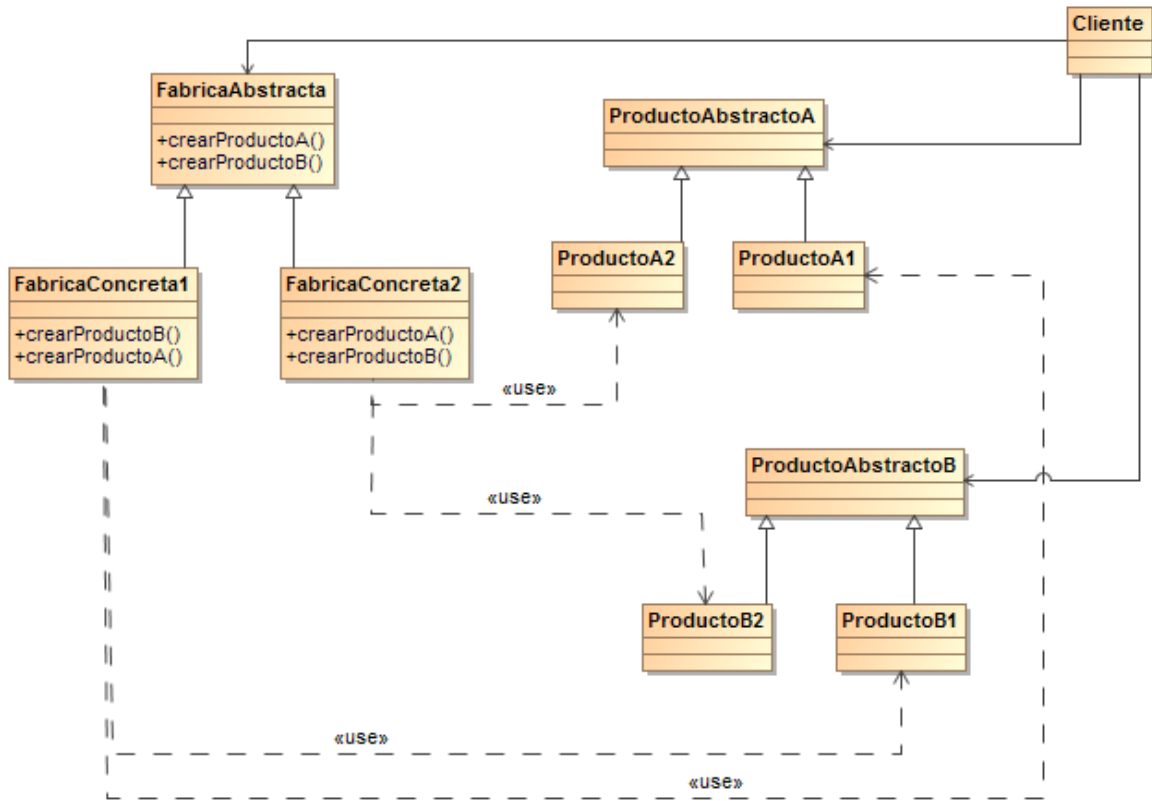 Cliente
FabricaAbstracta
+crearProductoA()
+crearProductoB()
ProductoAbstractoA
ProductoA2
ProductoA1
FabricaConcreta1
+crearProductoB()
+crearProductoA()
FabricaConcreta2
+crearProductoA()
+crearProductoB()
«use»
ProductoAbstractoB
«use»
ProductoB2
ProductoB1
«use»
«use»